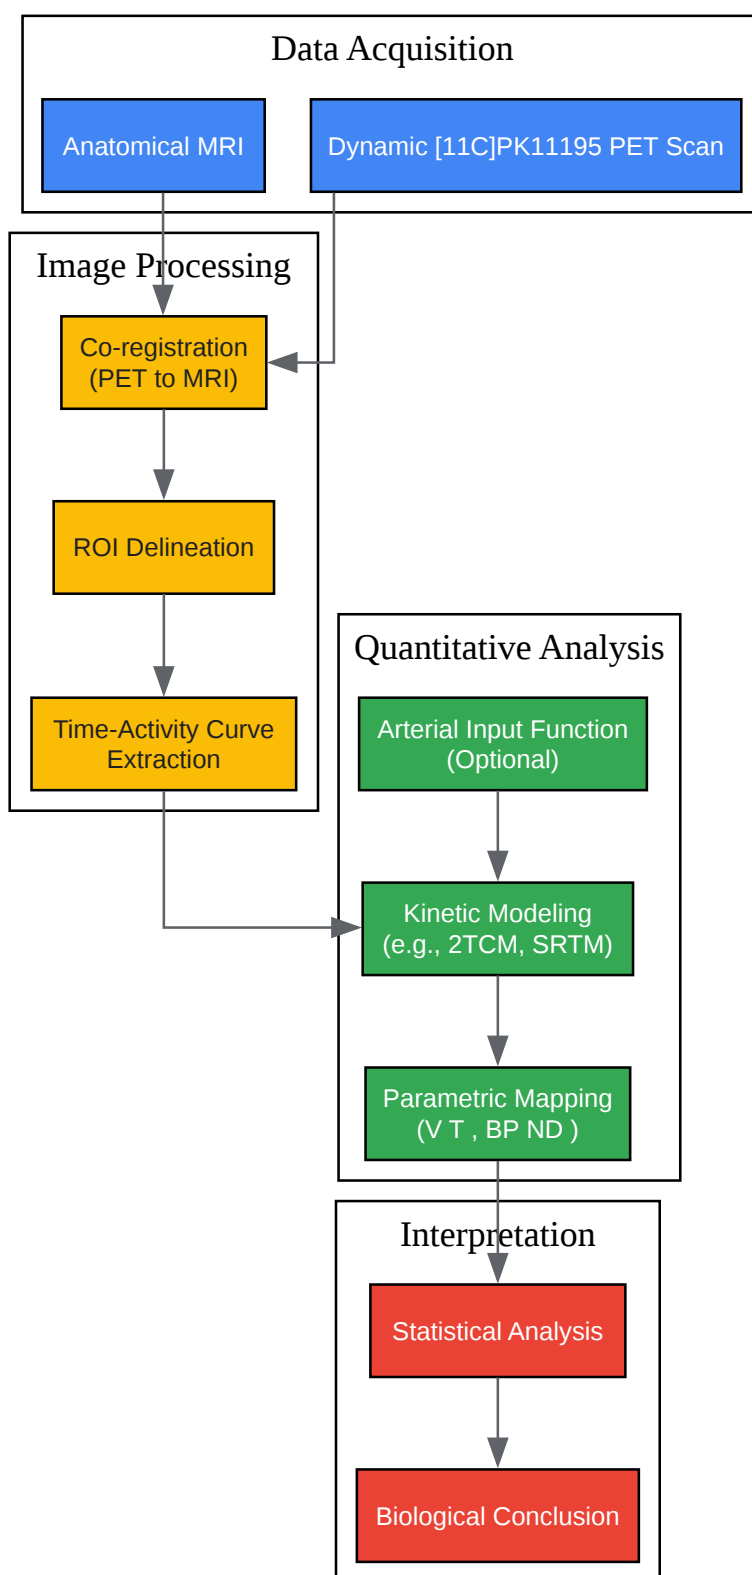 Data Acquisition
Anatomical MRI
Dynamic [11C]PK11195 PET Scan
Image Processing
Co-registration
(PET to MRI)
ROI Delineation
Time-Activity Curve
Extraction
Quantitative Analysis
Arterial Input Function
(Optional)
Kinetic Modeling
(e.g., 2TCM, SRTM)
Parametric Mapping
(V T , BP ND )
Interpretation
Statistical Analysis
Biological Conclusion